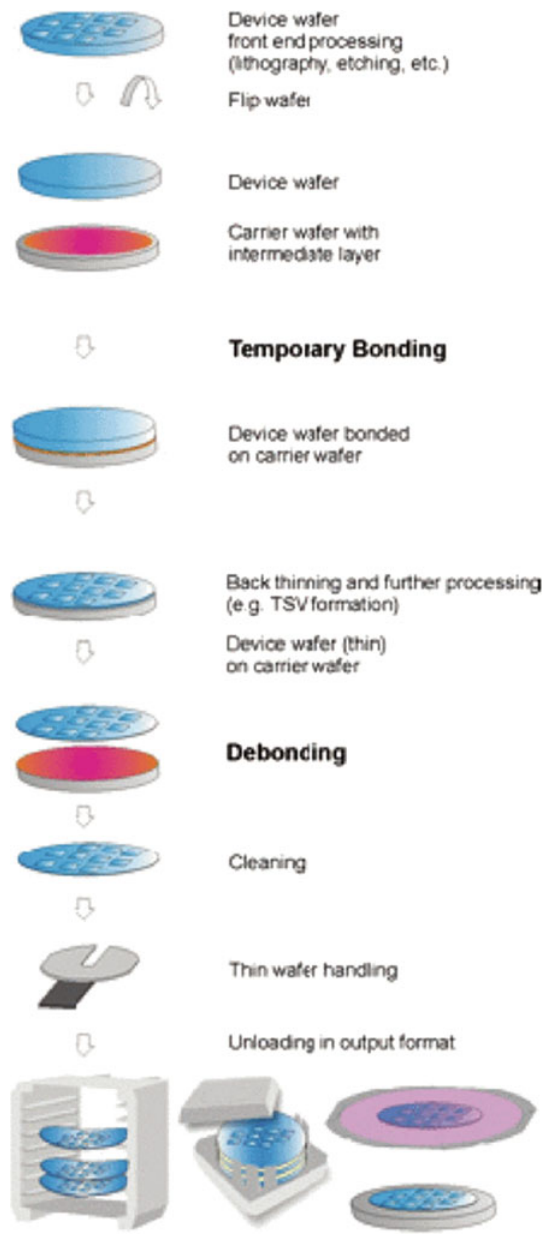 Device wafer
front end processing
(lithography, etching, etc.)
Flip wafer
Device wafer
Carrier wafer with
intermediate layer
Temporary Bonding
Device wafer bonded
on carrier wafer
Back thinning and further processing
(e.g. TSV formation)
Device wafer (thin)
on carrier wafer
Debonding
Cleaning
Thin wafer handling
Unloading in output format